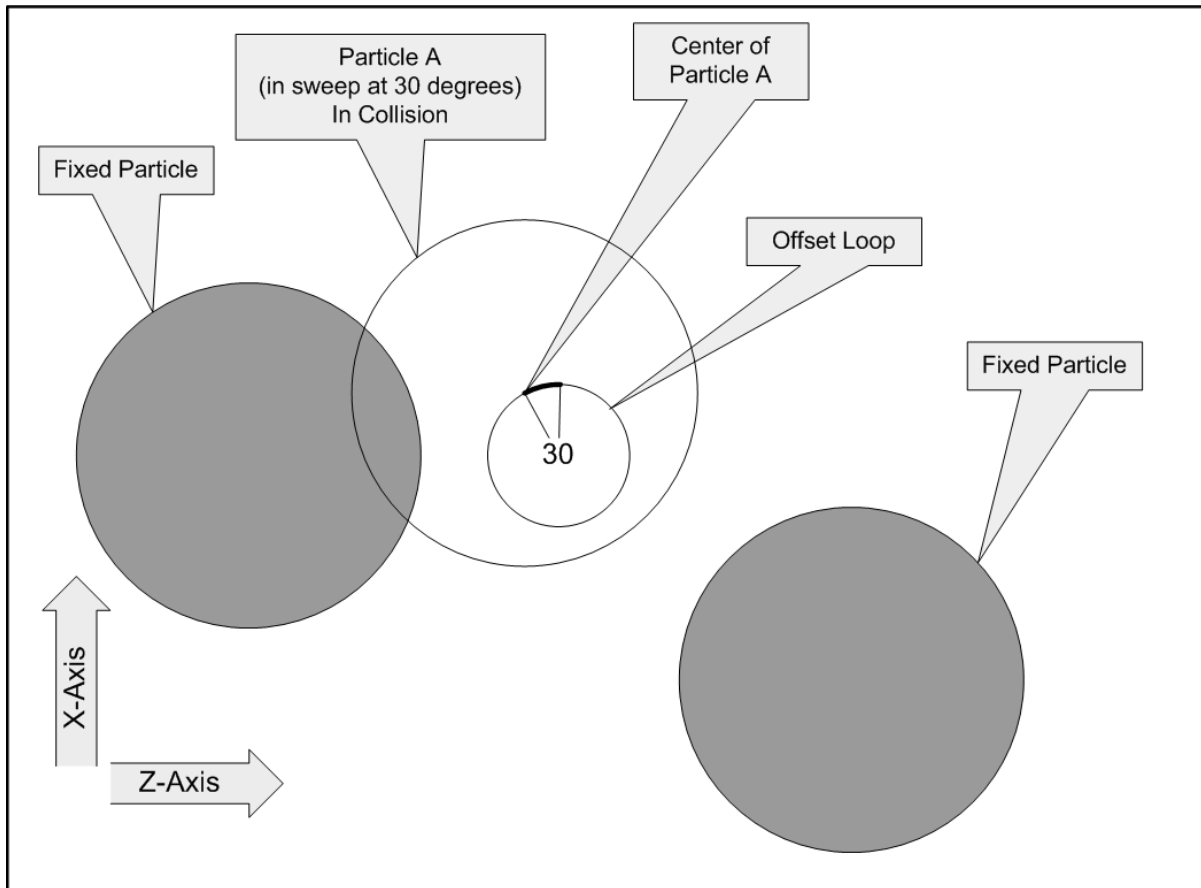 Particle A
(in sweep at 30 degrees)
In Collision
Center of
Particle A
Fixed Particle
Offset Loop
Fixed Particle
30
X-Axis
Z-Axis